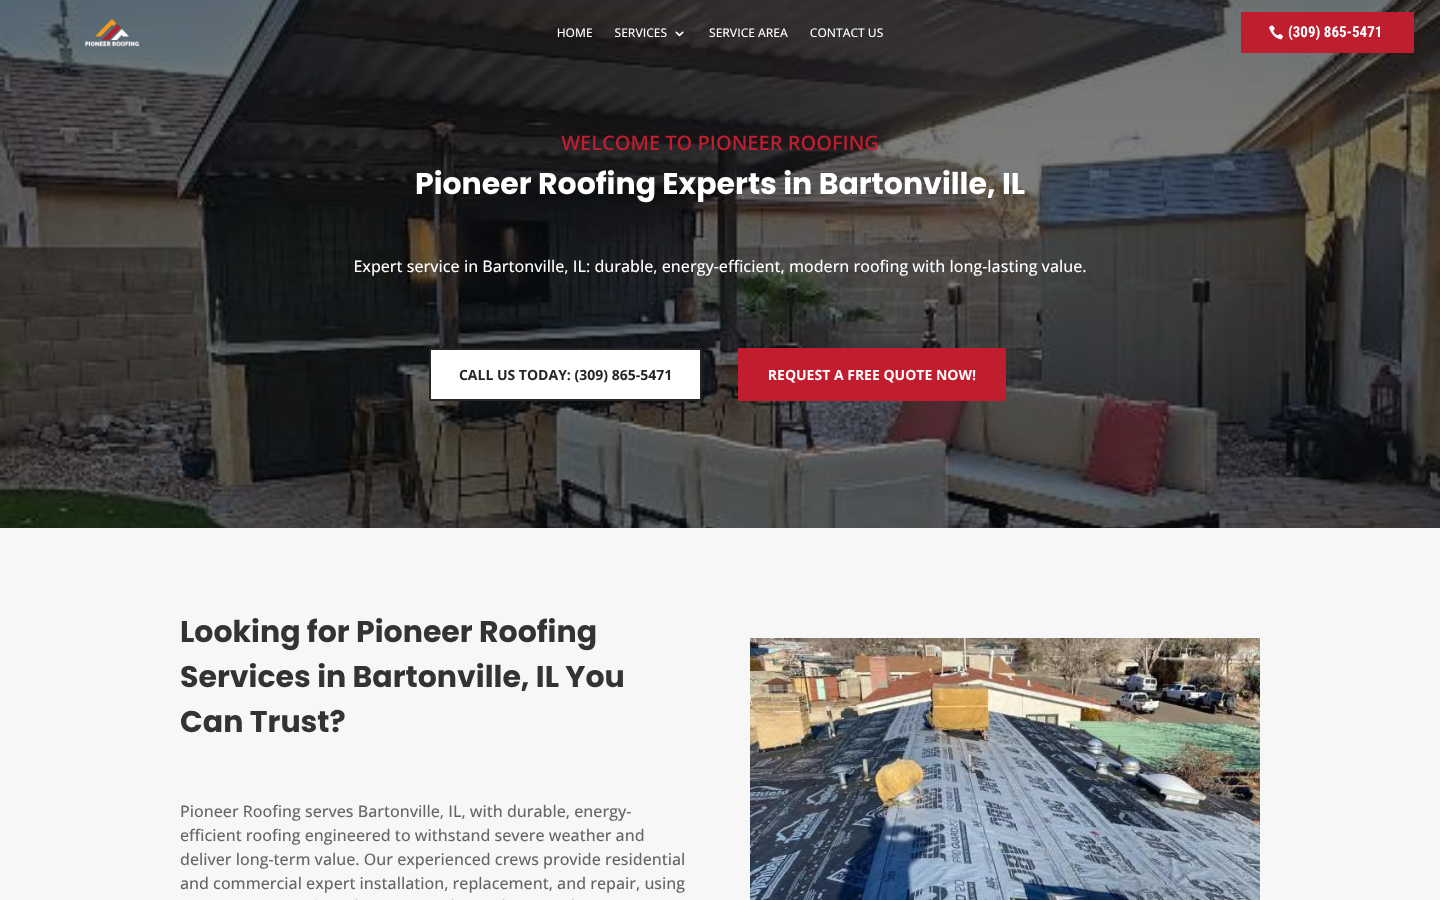 PIONEER ROOFING
HOME
SERVICES
SERVICE AREA
CONTACT US
(309) 865-5471
WELCOME TO PIONEER ROOFING
Pioneer Roofing Experts in Bartonville, IL
Expert service in Bartonville, IL: durable, energy-efficient, modern roofing with long-lasting value.
CALL US TODAY: (309) 865-5471
REQUEST A FREE QUOTE NOW!
Looking for Pioneer Roofing
Services in Bartonville, IL You
Can Trust?
Pioneer Roofing serves Bartonville, IL, with durable, energy-
efficient roofing engineered to withstand severe weather and
deliver long-term value. Our experienced crews provide residential
and commercial expert installation, replacement, and repair, using